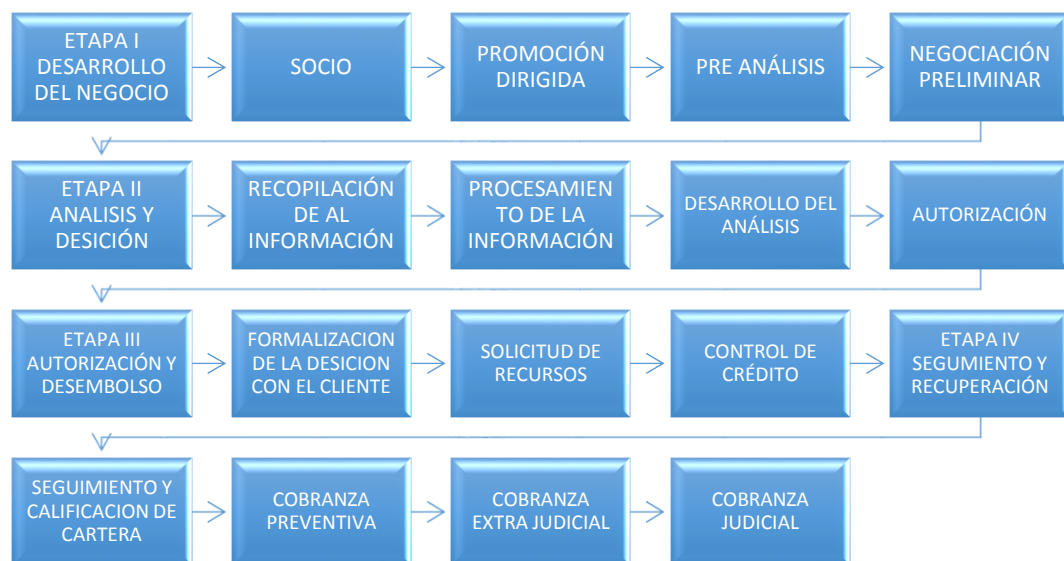 ETAPA I
DESARROLLO
DEL NEGOCIO
SOCIO
PROMOCIÓN
DIRIGIDA
PRE ANÁLISIS
NEGOCIACIÓN
PRELIMINAR
ETAPA II
ANALISIS Y
DESICIÓN
RECOPILACIÓN
DE AL
INFORMACIÓN
PROCESAMIEN
TO DE LA
INFORMACIÓN
DESARROLLO DEL
ANÁLISIS
AUTORIZACIÓN
ETAPA III
AUTORIZACIÓN Y
DESEMBOLSO
FORMALIZACION
DE LA DESICION
CON EL CLIENTE
SOLICITUD DE
RECURSOS
CONTROL DE
CRÉDITO
ETAPA IV
SEGUMIENTO Y
RECUPERACIÓN
SEGUIMIENTO Y
CALIFICACION DE
CARTERA
COBRANZA
PREVENTIVA
COBRANZA
EXTRA JUDICIAL
COBRANZA
JUDICIAL